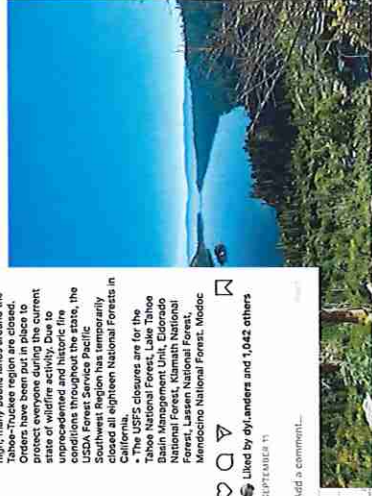 Tahoe-Truckee region are closed.
Orders have been put in place to
protect everyone during the current
state of wildfire activity. Due to
unprecedented and historic fire
conditions throughout the state, the
USDA Forest Service Pacific
Southwest Region has temporarily
closed all eighteen National Forests in
California.
• The USFS closures are for the
Tahoe National Forest, Lake Tahoe
Basin Management Unit, Eldorado
National Forest, Klamath National
Forest, Lassen National Forest,
Mendocino National Forest, Modoc
Liked by dyl.anders and 1,042 others
SEPTEMBER 11
Add a comment...